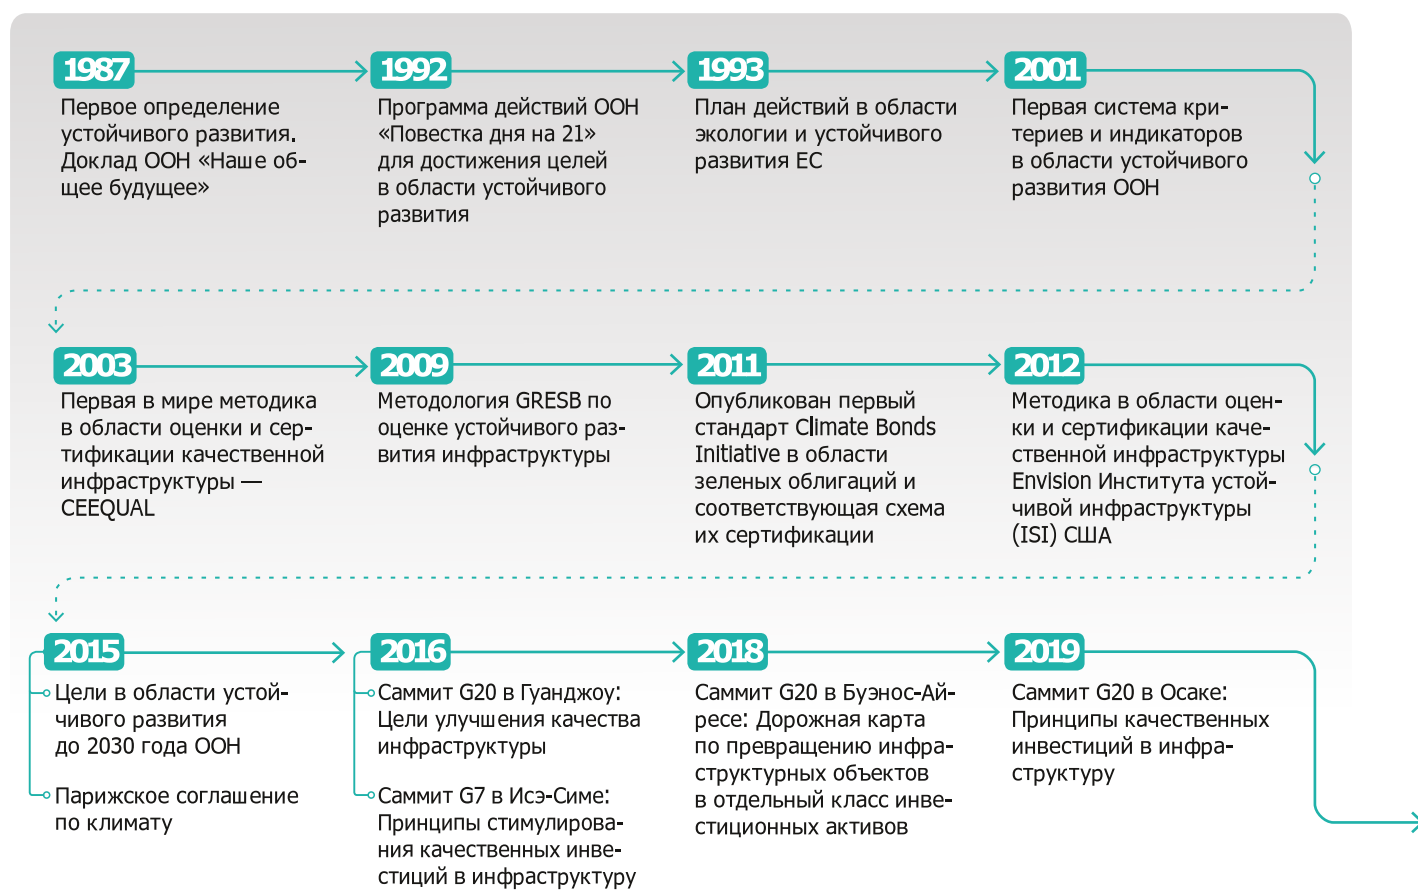 1987
Первое определение
устойчивого развития.
Доклад ООН «Наше об-
щее будущее»
1992
Программа действий ООН
«Повестка дня на 21»
для достижения целей
в области устойчивого
развития
1993
План действий в области
экологии и устойчивого
развития ЕС
2001
Первая система кри-
териев и индикаторов
в области устойчивого
развития ООН
2003
Первая в мире методика
в области оценки и сер-
тификации качественной
инфраструктуры —
CEEQUAL
2009
Методология GRESB по
оценке устойчивого раз-
вития инфраструктуры
2011
Опубликован первый
стандарт Climate Bonds
Initiative в области
зеленых облигаций и
соответствующая схема
их сертификации
2012
Методика в области оцен-
ки и сертификации каче-
ственной инфраструктуры
Envision Института устой-
чивой инфраструктуры
(ISI) США
2015
Цели в области устой-
чивого развития
до 2030 года ООН
Парижское соглашение
по климату
2016
Саммит G20 в Гуанджоу:
Цели улучшения качества
инфраструктуры
Саммит G7 в Исэ-Симе:
Принципы стимулирова-
ния качественных инве-
стиций в инфраструктуру
2018
Саммит G20 в Буэнос-Ай-
ресе: Дорожная карта
по превращению инфра-
структурных объектов
в отдельный класс инве-
стиционных активов
2019
Саммит G20 в Осаке:
Принципы качественных
инвестиций в инфра-
структуру